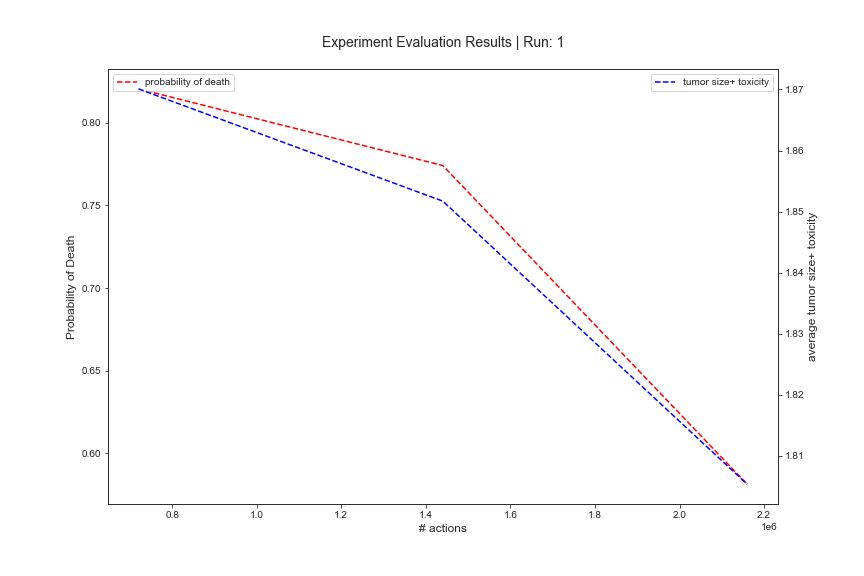 Experiment Evaluation Results | Run: 1
probability of death
tumor size+ toxicity
Probability of Death
0.80
0.75
0.70
0.65
0.60
1.87
1.86
1.85
1.84
1.83
1.82
1.81
average tumor size+ toxicity
0.8 1.0 1.2 1.4 1.6 1.8 2.0 2.2
1e6
# actions